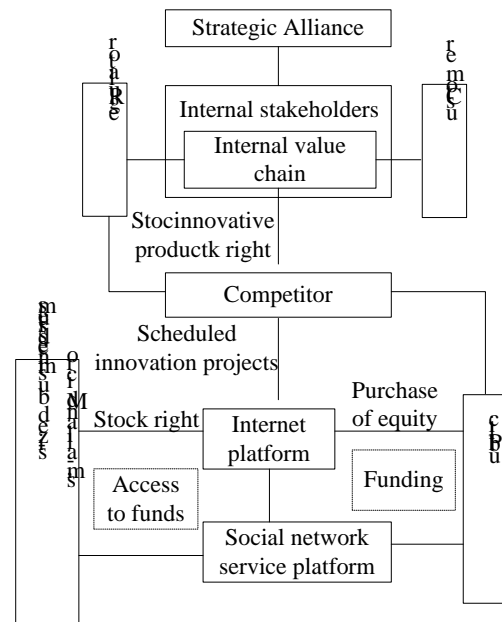 Strategic Alliance
Internal stakeholders
Internal value
chain
Stocinnovative
productk right
Competitor
Scheduled
innovation projects
Purchase
of equity
Stock right
Internet
platform
Access
to funds
Funding
Social network
service platform